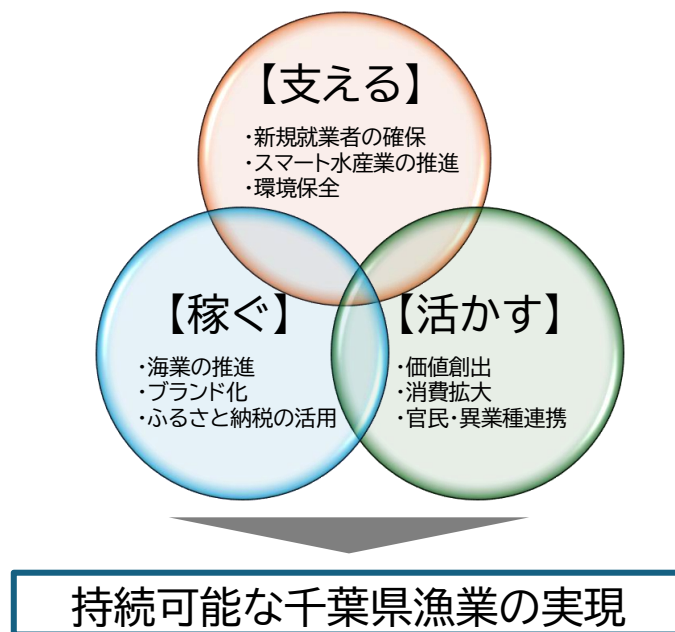 【支える】
・新規就業者の確保
・スマート水産業の推進
・環境保全
【稼ぐ】
・海業の推進
・ブランド化
・ふるさと納税の活用
【活かす】
・価値創出
・消費拡大
・官民・異業種連携
持続可能な千葉県漁業の実現